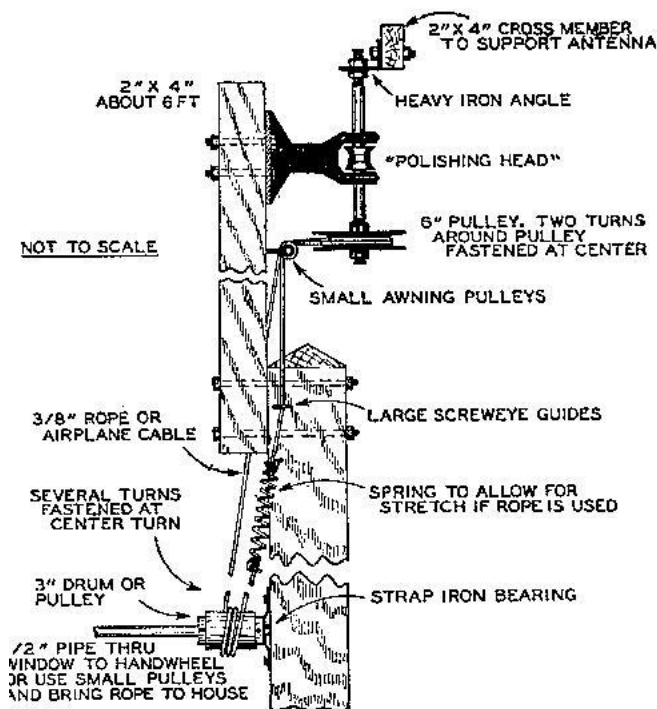 2" X 4" CROSS MEMBER
TO SUPPORT ANTENNA
2" X 4"
ABOUT 6 FT
HEAVY IRON ANGLE
"POLISHING HEAD"
6" PULLEY. TWO TURNS
AROUND PULLEY
FASTENED AT CENTER
NOT TO SCALE
SMALL AWNING PULLEYS
3/8" ROPE OR
AIRPLANE CABLE
LARGE SCREWEYE GUIDES
SEVERAL TURNS
FASTENED AT
CENTER TURN
SPRING TO ALLOW FOR
STRETCH IF ROPE IS USED
3" DRUM OR
PULLEY
STRAP IRON BEARING
/2" PIPE THRU
WINDOW TO HANDWHEEL
OR USE SMALL PULLEYS
AND BRING ROPE TO HOUSE